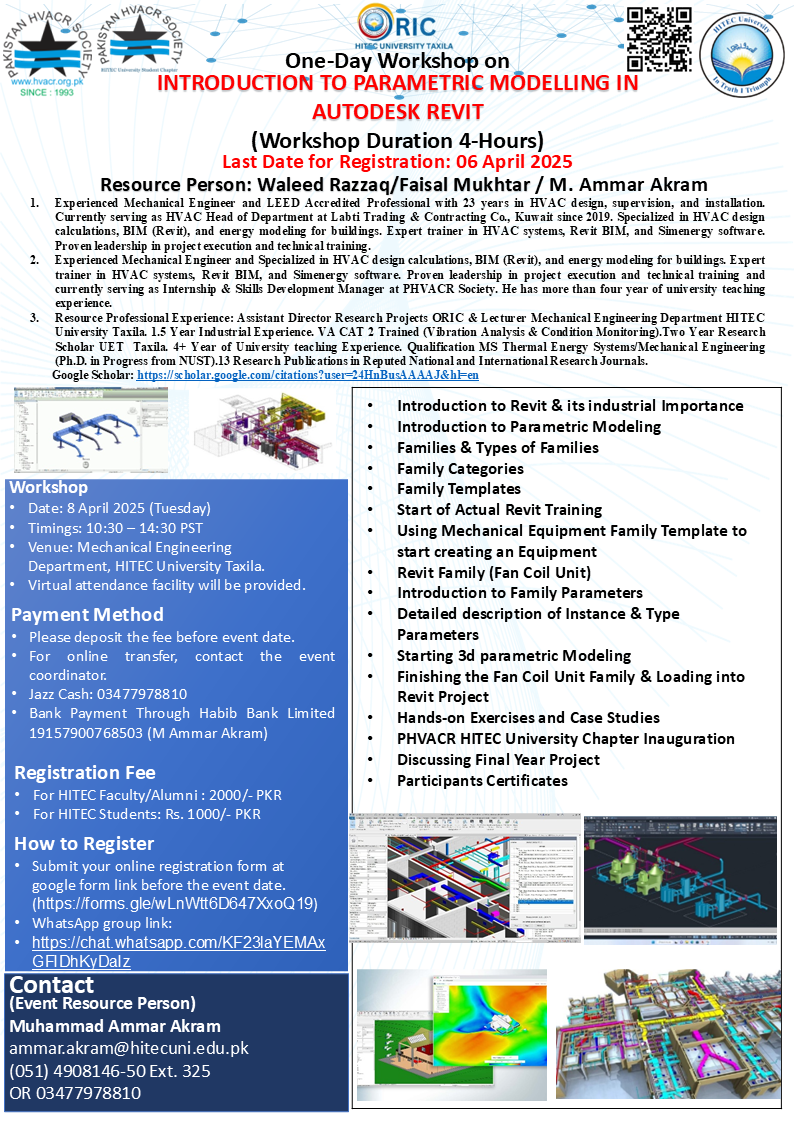 PAKISTAN HVACR SOCIETY
www.hvacr.org.pk
SINCE : 1993
PAKISTAN HVACR SOCIETY
HITEC University Student Chapter
ORIC
HITEC UNIVERSITY TAXILA
HITEC University
In Truth I Triumph
One-Day Workshop on
INTRODUCTION TO PARAMETRIC MODELLING IN
AUTODESK REVIT
(Workshop Duration 4-Hours)
Last Date for Registration: 06 April 2025
Resource Person: Waleed Razzaq/Faisal Mukhtar / M. Ammar Akram
1. Experienced Mechanical Engineer and LEED Accredited Professional with 23 years in HVAC design, supervision, and installation.
Currently serving as HVAC Head of Department at Labti Trading & Contracting Co., Kuwait since 2019. Specialized in HVAC design
calculations, BIM (Revit), and energy modeling for buildings. Expert trainer in HVAC systems, Revit BIM, and Simenergy software.
Proven leadership in project execution and technical training.
2. Experienced Mechanical Engineer and Specialized in HVAC design calculations, BIM (Revit), and energy modeling for buildings. Expert
trainer in HVAC systems, Revit BIM, and Simenergy software. Proven leadership in project execution and technical training and
currently serving as Internship & Skills Development Manager at PHVACR Society. He has more than four year of university teaching
experience.
3. Resource Professional Experience: Assistant Director Research Projects ORIC & Lecturer Mechanical Engineering Department HITEC
University Taxila. 1.5 Year Industrial Experience. VA CAT 2 Trained (Vibration Analysis & Condition Monitoring).Two Year Research
Scholar UET Taxila. 4+ Year of University teaching Experience. Qualification MS Thermal Energy Systems/Mechanical Engineering
(Ph.D. in Progress from NUST).13 Research Publications in Reputed National and International Research Journals.
Google Scholar: https://scholar.google.com/citations?user=24HnBusAAAAJ&hl=en
Workshop
• Date: 8 April 2025 (Tuesday)
• Timings: 10:30 – 14:30 PST
• Venue: Mechanical Engineering
Department, HITEC University Taxila.
• Virtual attendance facility will be provided.
Payment Method
• Please deposit the fee before event date.
• For online transfer, contact the event
coordinator.
• Jazz Cash: 03477978810
• Bank Payment Through Habib Bank Limited
19157900768503 (M Ammar Akram)
Registration Fee
• For HITEC Faculty/Alumni : 2000/- PKR
• For HITEC Students: Rs. 1000/- PKR
How to Register
• Submit your online registration form at
google form link before the event date.
(https://forms.gle/wLnWtt6D647XxoQ19)
• WhatsApp group link:
• https://chat.whatsapp.com/KF23laYEMAx
GFIDhKyDalz
Contact
(Event Resource Person)
Muhammad Ammar Akram
ammar.akram@hitecuni.edu.pk
(051) 4908146-50 Ext. 325
OR 03477978810
• Introduction to Revit & its industrial Importance
• Introduction to Parametric Modeling
• Families & Types of Families
• Family Categories
• Family Templates
• Start of Actual Revit Training
• Using Mechanical Equipment Family Template to
start creating an Equipment
• Revit Family (Fan Coil Unit)
• Introduction to Family Parameters
• Detailed description of Instance & Type
Parameters
• Starting 3d parametric Modeling
• Finishing the Fan Coil Unit Family & Loading into
Revit Project
• Hands-on Exercises and Case Studies
• PHVACR HITEC University Chapter Inauguration
• Discussing Final Year Project
• Participants Certificates